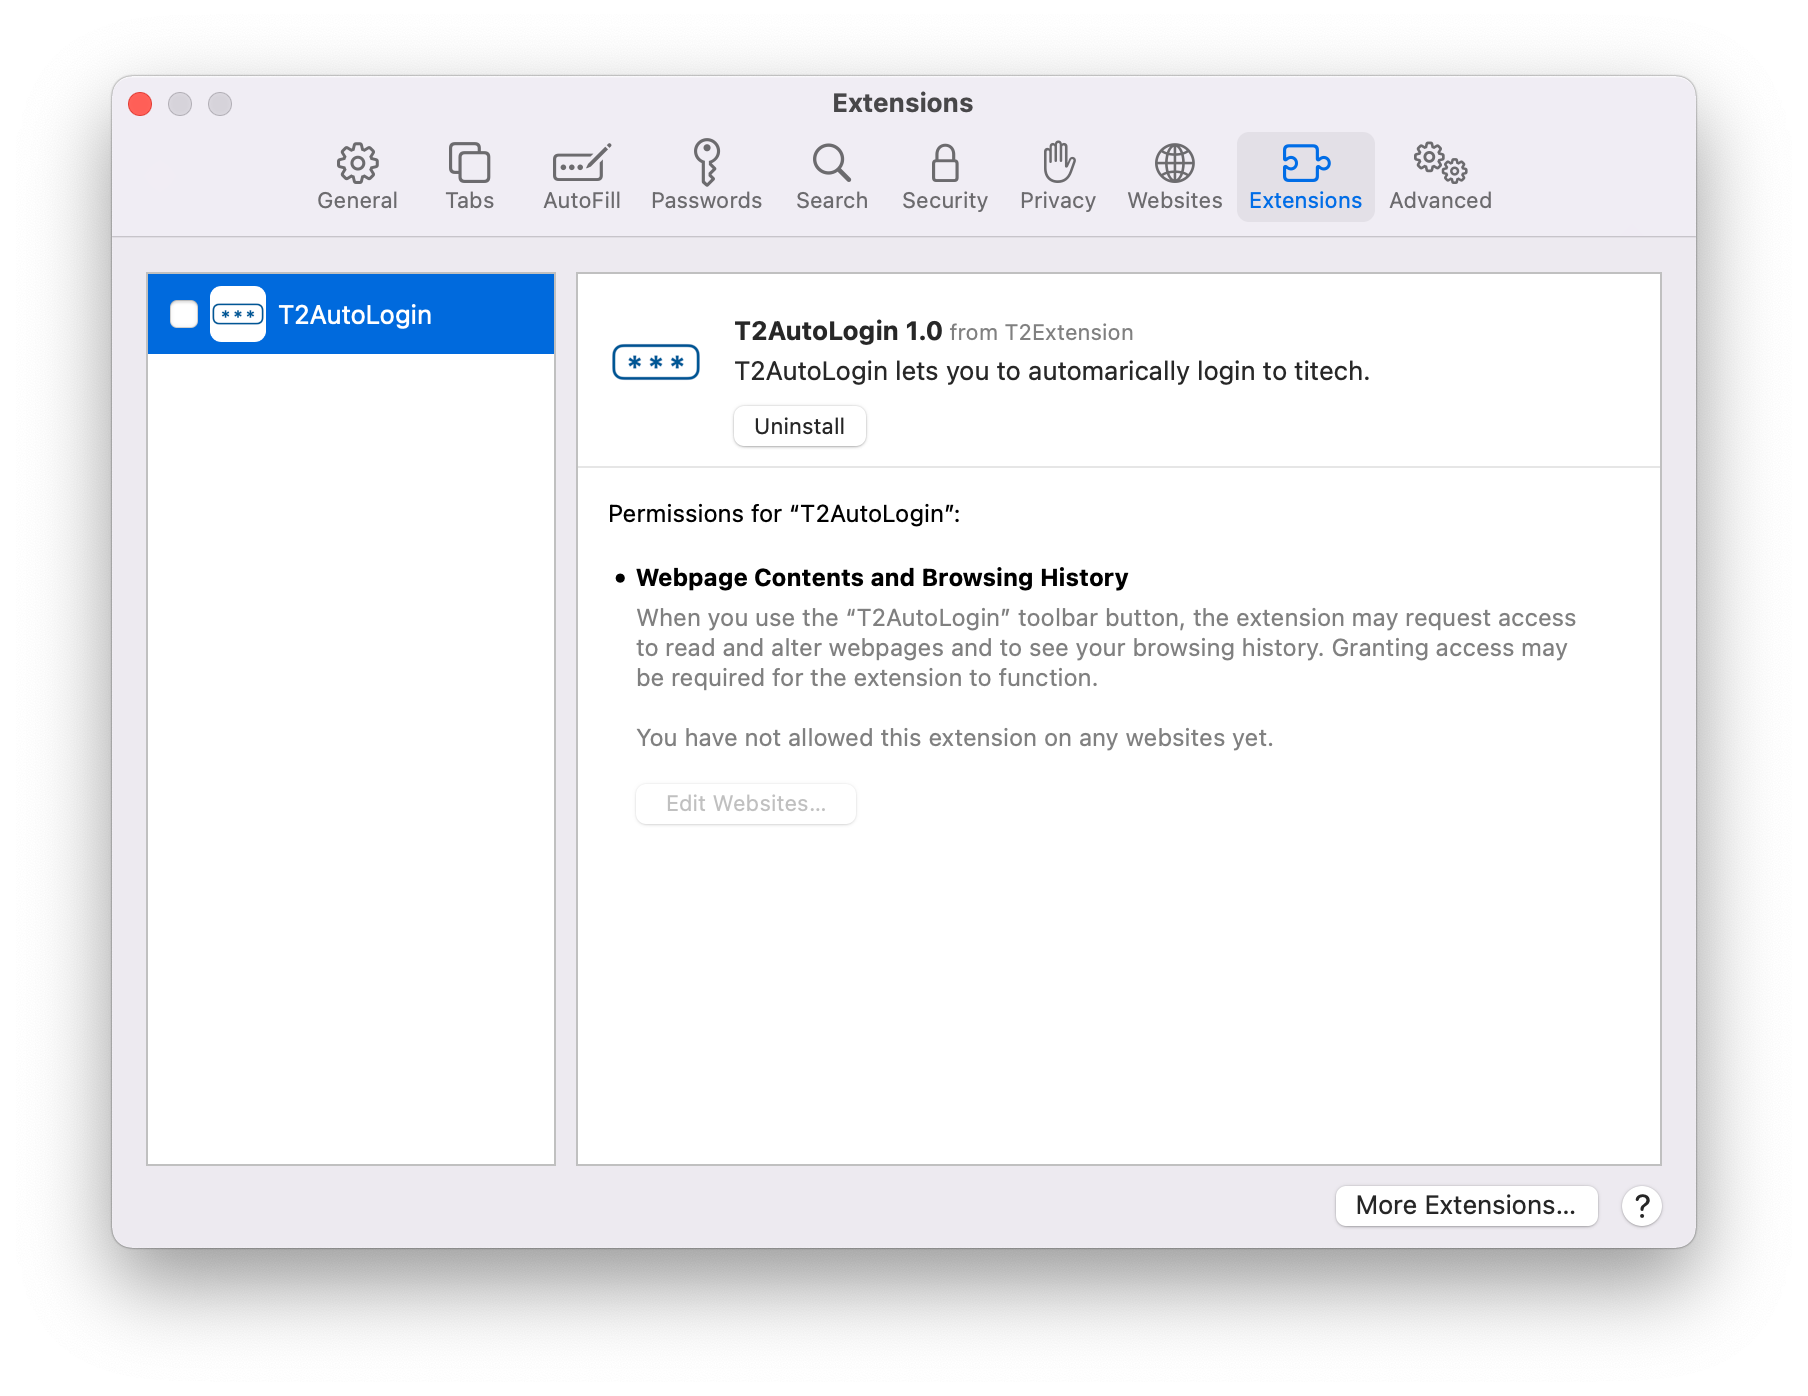 Extensions
General
Tabs
AutoFill
Passwords
Search
Security
Privacy
Websites
Extensions
Advanced
*** T2AutoLogin
***
T2AutoLogin 1.0 from T2Extension
T2AutoLogin lets you to automarically login to titech.
Uninstall
Permissions for “T2AutoLogin”:
• Webpage Contents and Browsing History
When you use the “T2AutoLogin” toolbar button, the extension may request access
to read and alter webpages and to see your browsing history. Granting access may
be required for the extension to function.
You have not allowed this extension on any websites yet.
Edit Websites...
More Extensions...
?